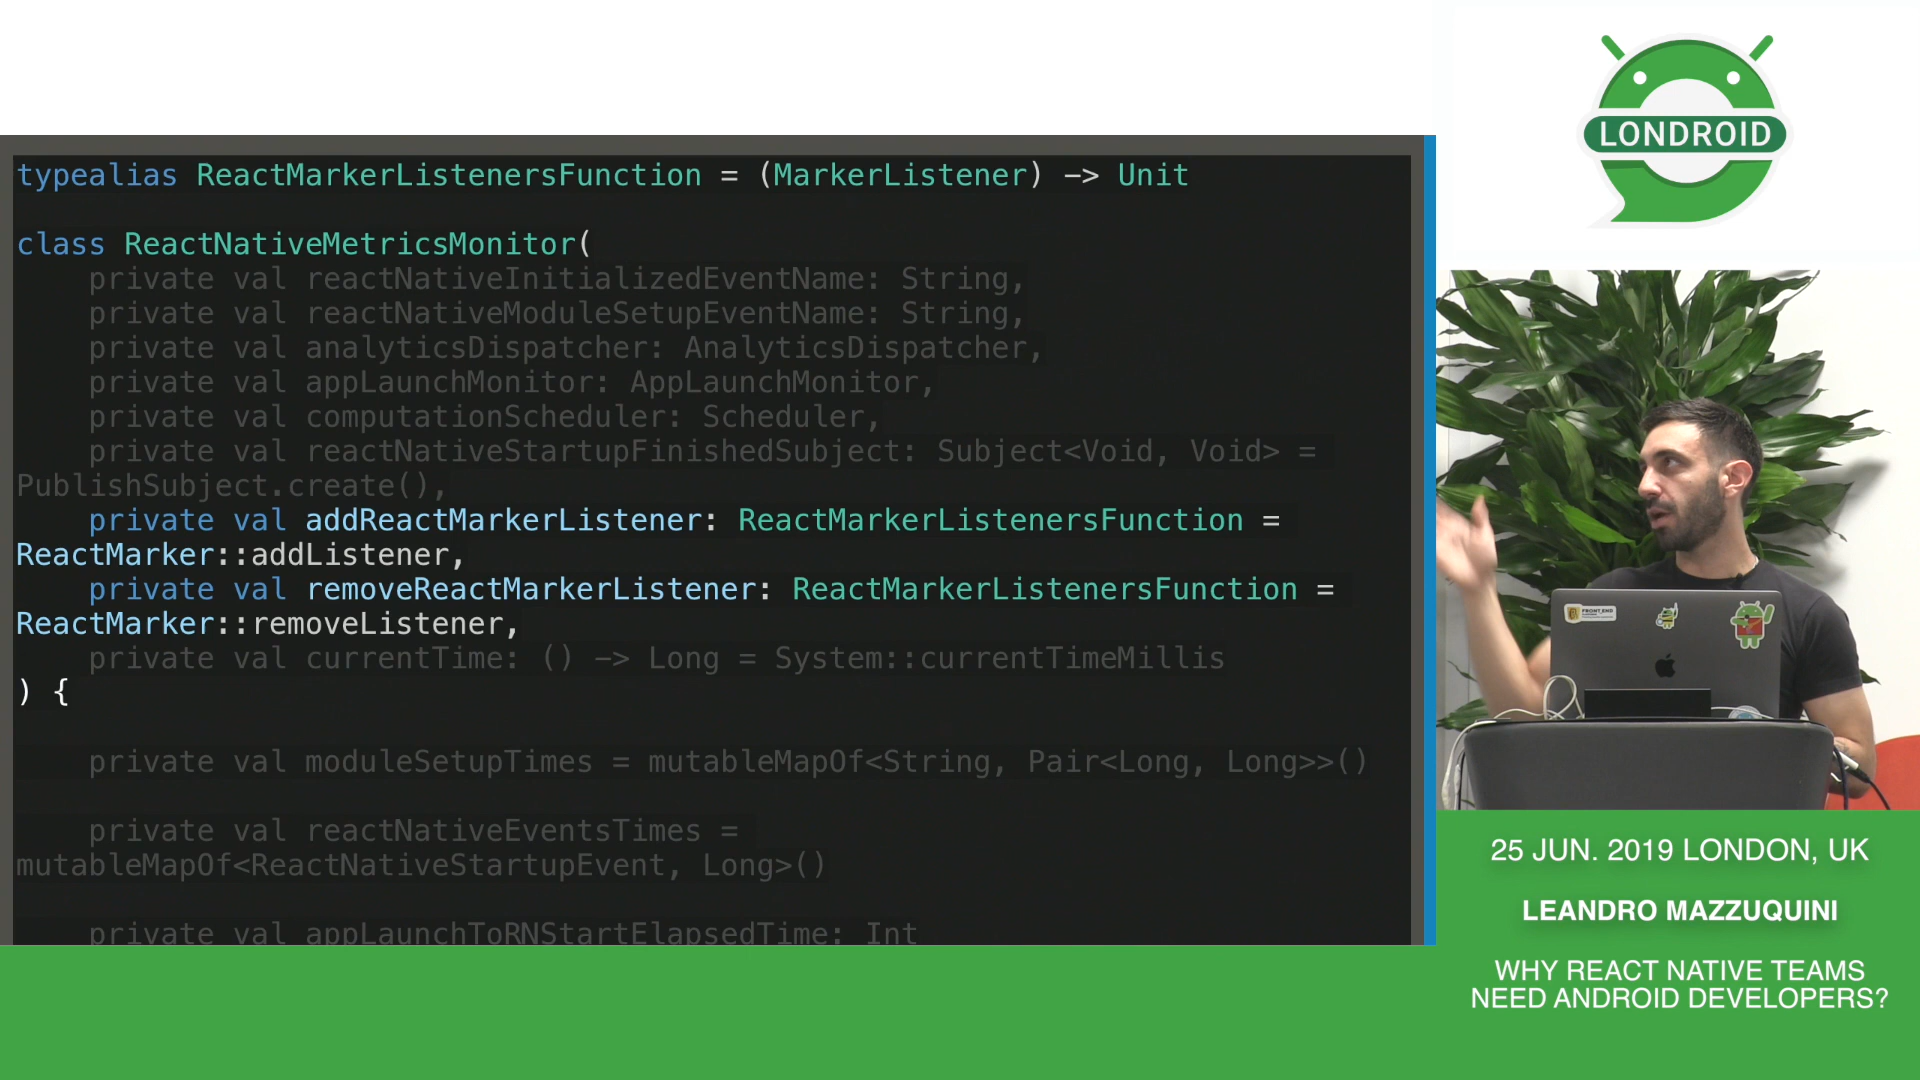 typealias ReactMarkerListenersFunction = (MarkerListener) -> Unit
class ReactNativeMetricsMonitor(
private val reactNativeInitializedEventName: String,
private val reactNativeModuleSetupEventName: String,
private val analyticsDispatcher: AnalyticsDispatcher,
private val appLaunchMonitor: AppLaunchMonitor,
private val computationScheduler: Scheduler,
private val reactNativeStartupFinishedSubject: Subject<Void, Void> =
PublishSubject.create(),
private val addReactMarkerListener: ReactMarkerListenersFunction =
ReactMarker::addListener,
private val removeReactMarkerListener: ReactMarkerListenersFunction =
ReactMarker::removeListener,
private val currentTime: () -> Long = System::currentTimeMillis
) {
private val moduleSetupTimes = mutableMapOf<String, Pair<Long, Long>>()
private val reactNativeEventsTimes =
mutableMapOf<ReactNativeStartupEvent, Long>()
private val appLaunchToRNStartElapsedTime: Int
LONDROID
FRONT_END
25 JUN. 2019 LONDON, UK
LEANDRO MAZZUQUINI
WHY REACT NATIVE TEAMS
NEED ANDROID DEVELOPERS?